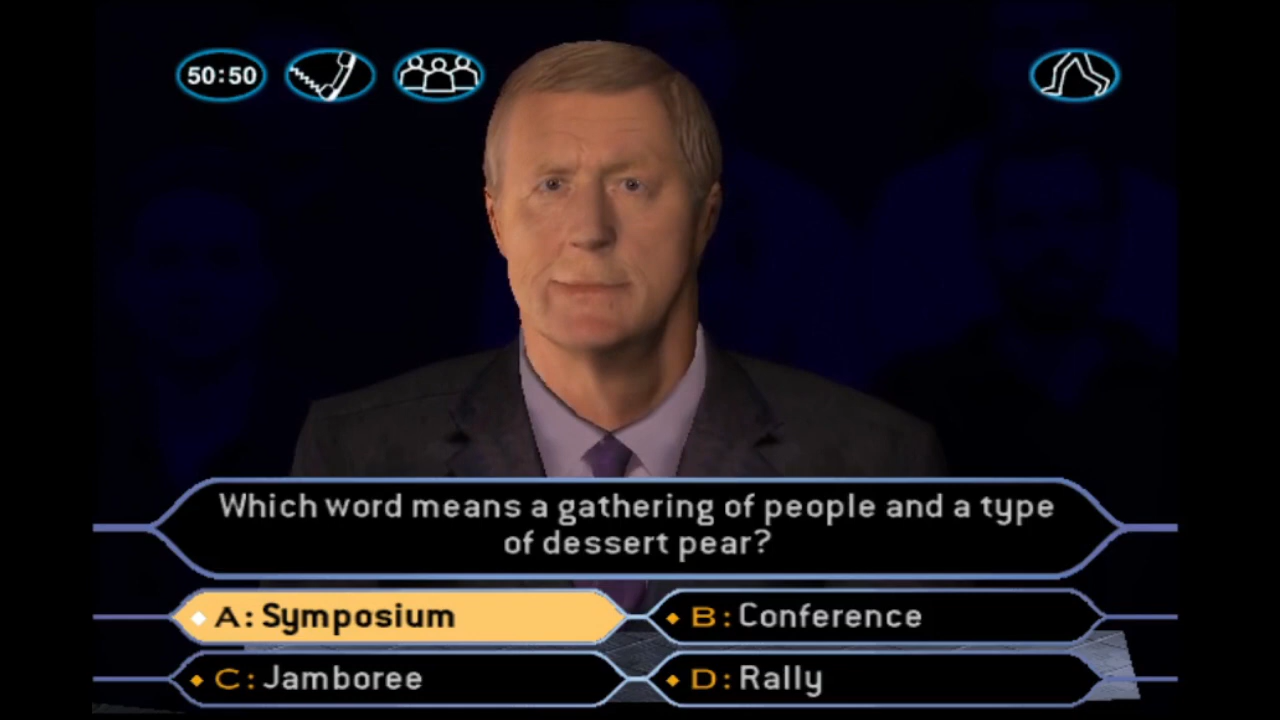 50:50
Which word means a gathering of people and a type
of dessert pear?
A: Symposium
B: Conference
C: Jamboree
D: Rally